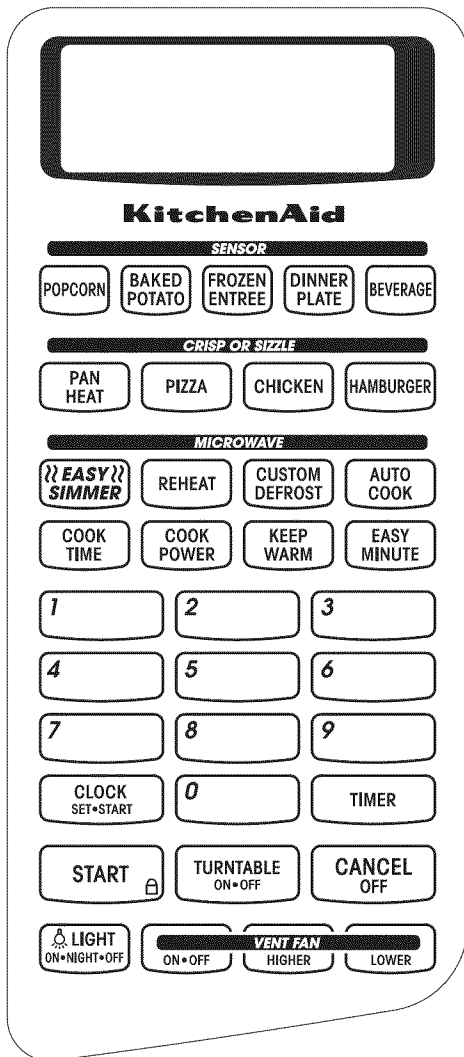 KitchenAid
SENSOR
POPCORN
BAKED
POTATO
FROZEN
ENTREE
DINNER
PLATE
BEVERAGE
CRISP OR SIZZLE
PAN
HEAT
PIZZA
CHICKEN
HAMBURGER
MICROWAVE
EASY
SIMMER
REHEAT
CUSTOM
DEFROST
AUTO
COOK
COOK
TIME
COOK
POWER
KEEP
WARM
EASY
MINUTE
1
2
3
4
5
6
7
8
9
CLOCK
SET•START
0
TIMER
START
TURNTABLE
ON•OFF
CANCEL
OFF
LIGHT
ON•NIGHT•OFF
VENT FAN
ON•OFF
HIGHER
LOWER